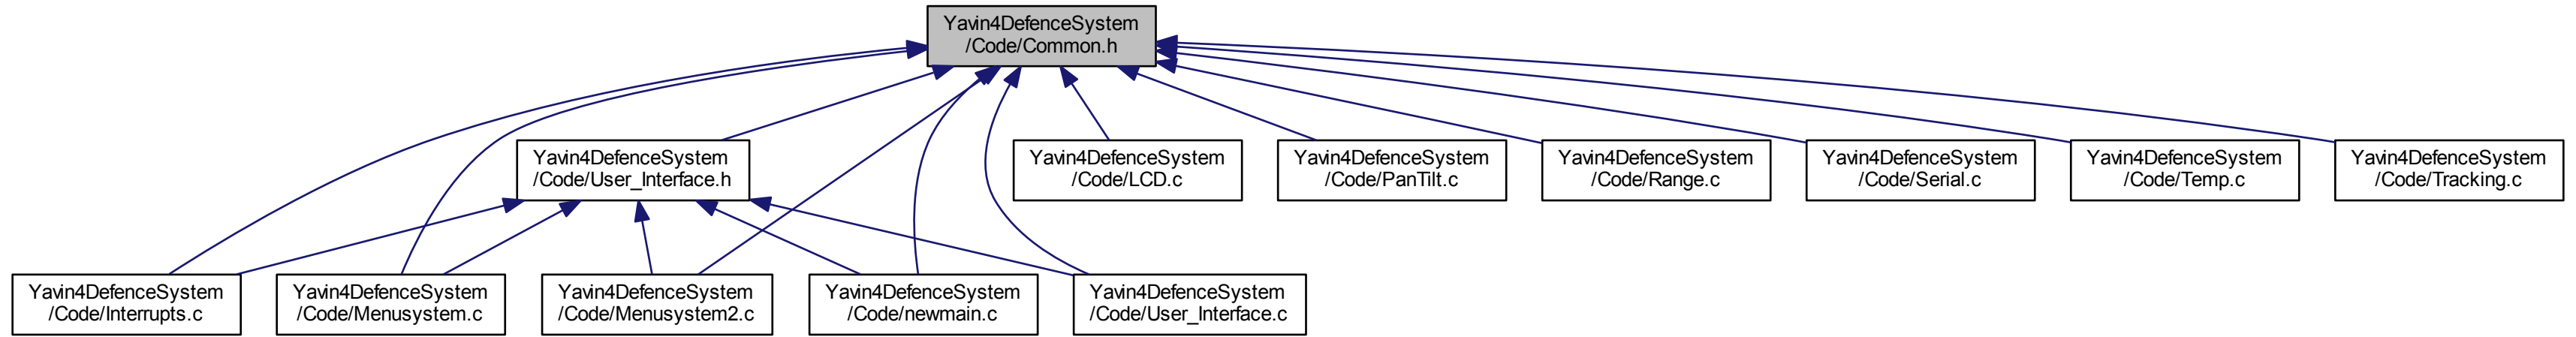 Yavin4DefenceSystem
/Code/Common.h
Yavin4DefenceSystem
/Code/User_Interface.h
Yavin4DefenceSystem
/Code/LCD.c
Yavin4DefenceSystem
/Code/PanTilt.c
Yavin4DefenceSystem
/Code/Range.c
Yavin4DefenceSystem
/Code/Serial.c
Yavin4DefenceSystem
/Code/Temp.c
Yavin4DefenceSystem
/Code/Tracking.c
Yavin4DefenceSystem
/Code/Interrupts.c
Yavin4DefenceSystem
/Code/Menusystem.c
Yavin4DefenceSystem
/Code/Menusystem2.c
Yavin4DefenceSystem
/Code/newmain.c
Yavin4DefenceSystem
/Code/User_Interface.c